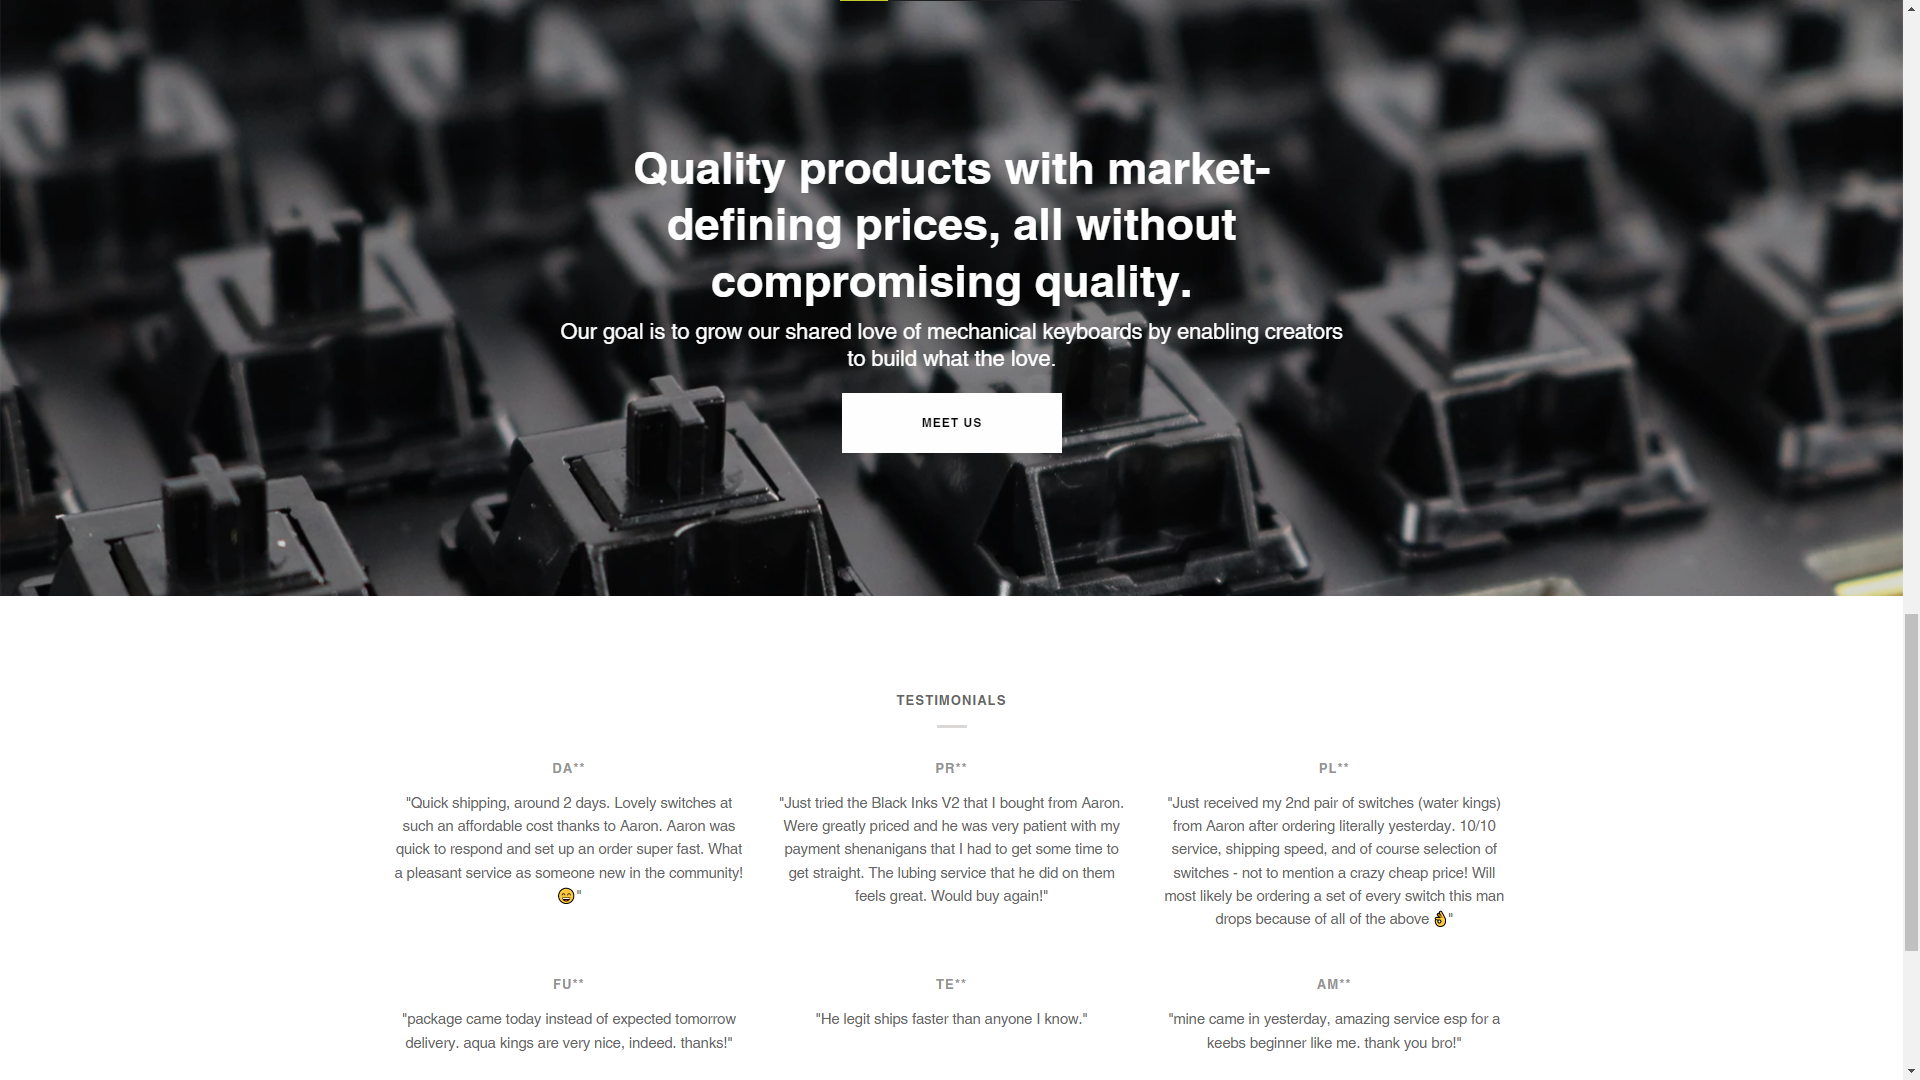 Quality products with market-
defining prices, all without
compromising quality.
Our goal is to grow our shared love of mechanical keyboards by enabling creators
to build what the love.
MEET US
TESTIMONIALS
DA**
"Quick shipping, around 2 days. Lovely switches at
such an affordable cost thanks to Aaron. Aaron was
quick to respond and set up an order super fast. What
a pleasant service as someone new in the community!
😄"
PR**
"Just tried the Black Inks V2 that I bought from Aaron.
Were greatly priced and he was very patient with my
payment shenanigans that I had to get some time to
get straight. The lubing service that he did on them
feels great. Would buy again!"
PL**
"Just received my 2nd pair of switches (water kings)
from Aaron after ordering literally yesterday. 10/10
service, shipping speed, and of course selection of
switches - not to mention a crazy cheap price! Will
most likely be ordering a set of every switch this man
drops because of all of the above 👌"
FU**
"package came today instead of expected tomorrow
delivery. aqua kings are very nice, indeed. thanks!"
TE**
"He legit ships faster than anyone I know."
AM**
"mine came in yesterday, amazing service esp for a
keebs beginner like me. thank you bro!"